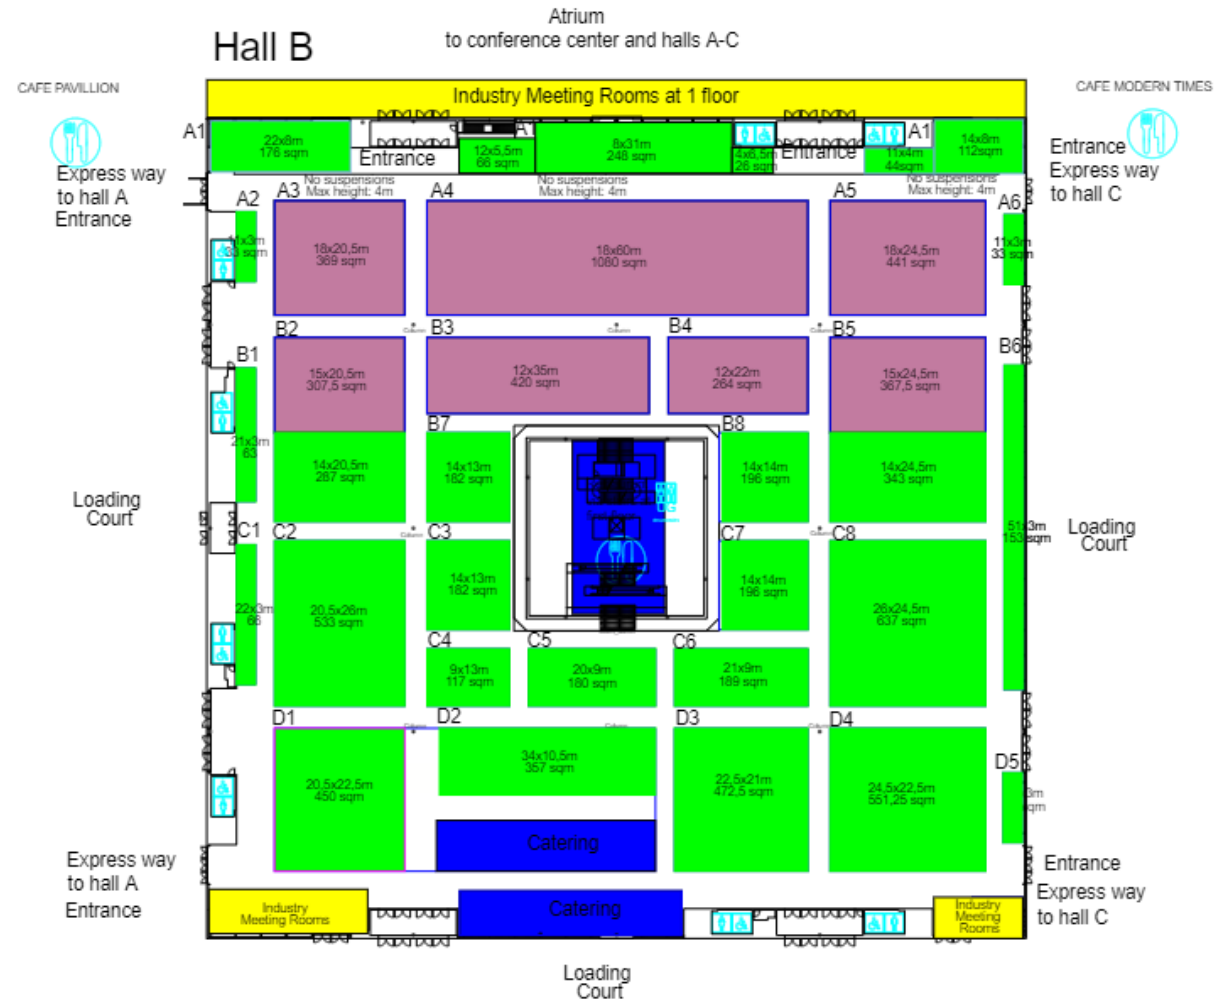 Atrium
to conference center and halls A-C
Hall B
CAFE PAVILLION
CAFE MODERN TIMES
Industry Meeting Rooms at 1 floor
A1
22x8m
176 sqm
Entrance
A
12x5,5m
66 sqm
8x31m
248 sqm
4x6,5m
26 sqm
Entrance
A1
11x4m
44sqm
14x8m
112sqm
Express way
to hall A
Entrance
Entrance
Express way
to hall C
No suspensions
Max height: 4m
No suspensions
Max height: 4m
No suspensions
Max height: 4m
A2
11x3m
33 sqm
A3
18x20,5m
369 sqm
A4
18x60m
1080 sqm
A5
18x24,5m
441 sqm
A6
11x3m
33 sqm
Column
Column
Column
B1
21x3m
63
B2
15x20,5m
307,5 sqm
B3
12x35m
420 sqm
B4
12x22m
264 sqm
B5
15x24,5m
367,5 sqm
B6
14x20,5m
287 sqm
B7
14x13m
182 sqm
B8
14x14m
196 sqm
14x24,5m
343 sqm
51x3m
153 sqm
Loading
Court
Loading
Court
Column
Column
C1
22x3m
66
C2
20,5x26m
533 sqm
C3
14x13m
182 sqm
C7
14x14m
196 sqm
C8
26x24,5m
637 sqm
C4
9x13m
117 sqm
C5
20x9m
180 sqm
C6
21x9m
189 sqm
Column
Column
Column
D1
20,5x22,5m
450 sqm
D2
34x10,5m
357 sqm
D3
22,5x21m
472,5 sqm
D4
24,5x22,5m
551,25 sqm
D5
Catering
Express way
to hall A
Entrance
Entrance
Express way
to hall C
Industry
Meeting Rooms
Catering
Industry
Meeting
Rooms
Loading
Court